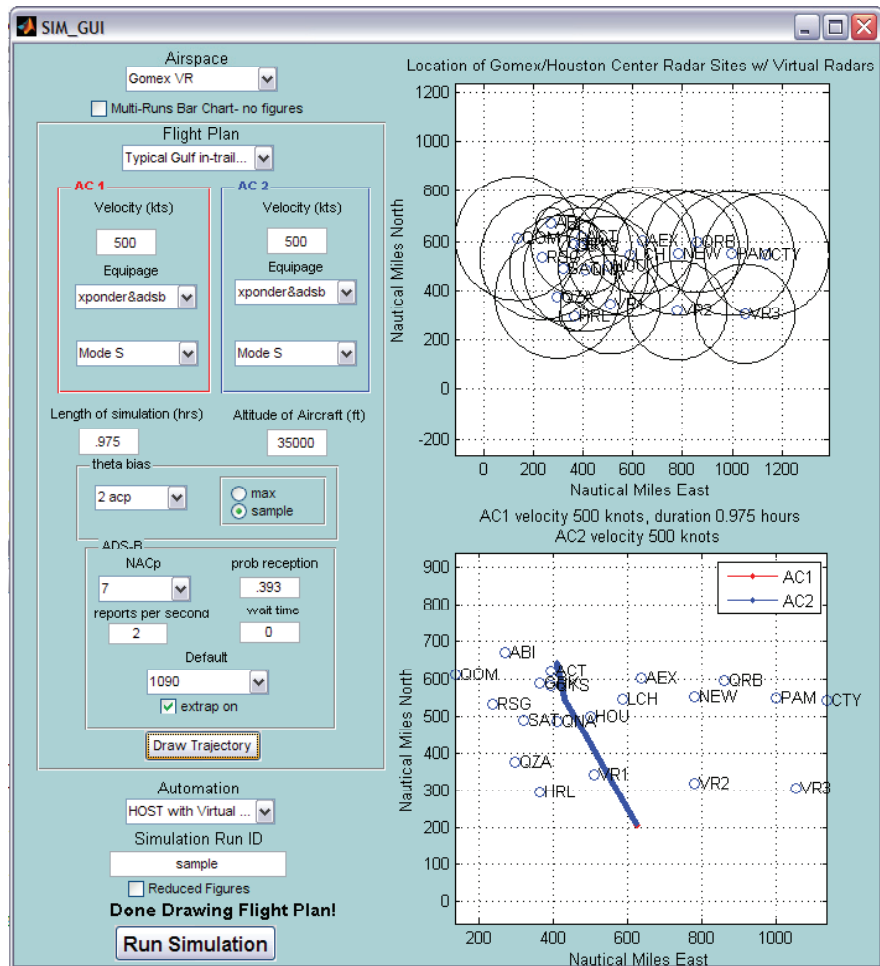 SIM_GUI
Airspace
Gomex VR
Multi-Runs Bar Chart- no figures
Flight Plan
Typical Gulf in-trail...
AC 1
Velocity (kts)
500
Equipage
xponder&adsb
Mode S
AC 2
Velocity (kts)
500
Equipage
xponder&adsb
Mode S
Length of simulation (hrs)
.975
Altitude of Aircraft (ft)
35000
theta bias
2 acp
max
sample
ADS-B
NACp
7
prob reception
.393
reports per second
2
wait time
0
Default
1090
extrap on
Draw Trajectory
Automation
HOST with Virtual ...
Simulation Run ID
sample
Reduced Figures
Done Drawing Flight Plan!
Run Simulation
Location of Gomex/Houston Center Radar Sites w/ Virtual Radars
Nautical Miles North
1200
1000
800
600
400
200
0
-200
QOM
ABI
ACT
RSG
SAT
QNA
HOU
LCH
AEX
NEW
QRB
PAM
CTY
QZA
HRL
VR1
VR2
VR3
0 200 400 600 800 1000 1200
Nautical Miles East
AC1 velocity 500 knots, duration 0.975 hours
AC2 velocity 500 knots
AC1
AC2
Nautical Miles North
900
800
700
600
500
400
300
200
100
0
ABI
QOM
ACT
AEX
QRB
RSG
LCH
NEW
PAM
CTY
SAT
QNA
HOU
QZA
VR1
HRL
VR2
VR3
200 400 600 800 1000
Nautical Miles East